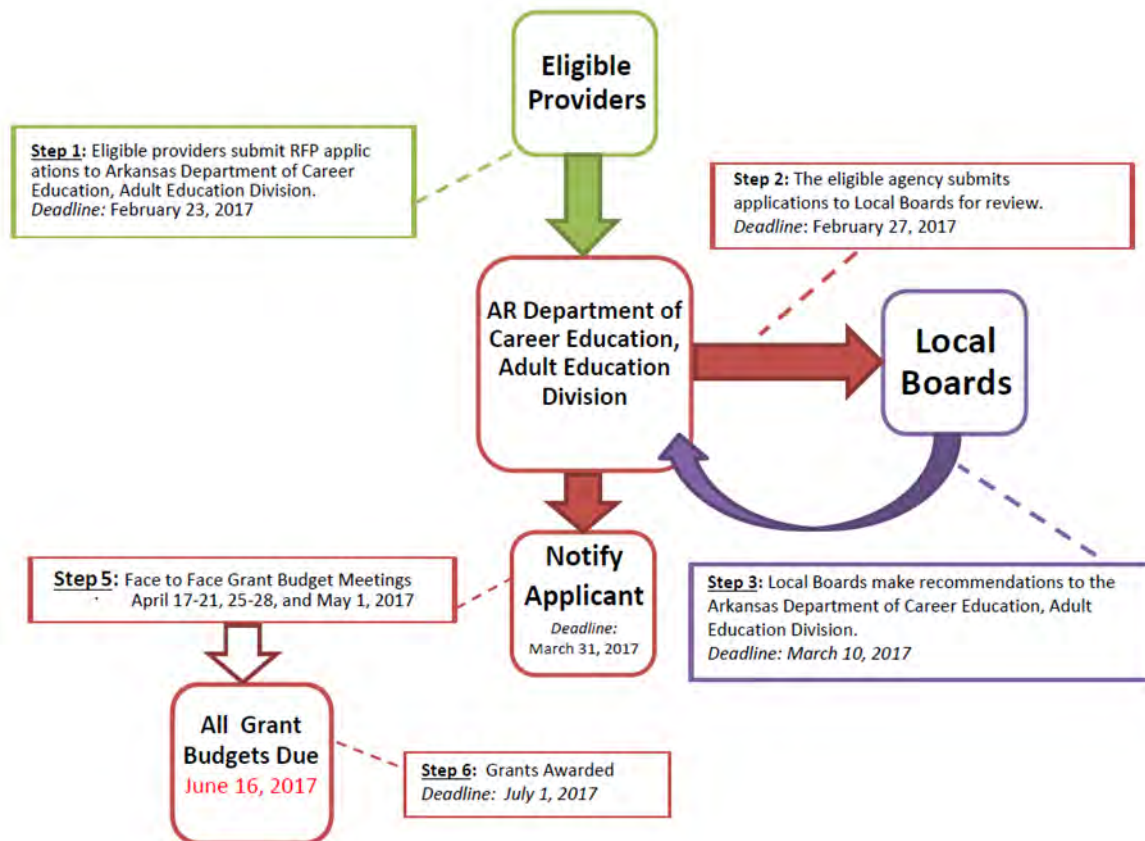 Eligible
Providers
Step 1: Eligible providers submit RFP applic
ations to Arkansas Department of Career
Education, Adult Education Division.
Deadline: February 23, 2017
Step 2: The eligible agency submits
applications to Local Boards for review.
Deadline: February 27, 2017
AR Department of
Career Education,
Adult Education
Division
Local
Boards
Step 3: Local Boards make recommendations to the
Arkansas Department of Career Education, Adult
Education Division.
Deadline: March 10, 2017
Notify
Applicant
Deadline:
March 31, 2017
Step 5: Face to Face Grant Budget Meetings
April 17-21, 25-28, and May 1, 2017
All Grant
Budgets Due
June 16, 2017
Step 6: Grants Awarded
Deadline: July 1, 2017